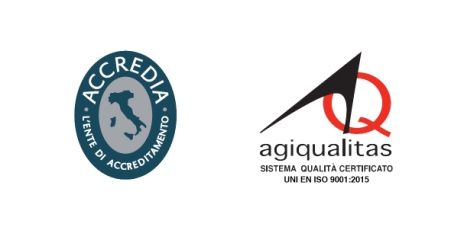 ACCREDIA
L'ENTE DI ACCREDITAMENTO
Q
agiqualitas
SISTEMA QUALITÀ CERTIFICATO
UNI EN ISO 9001:2015